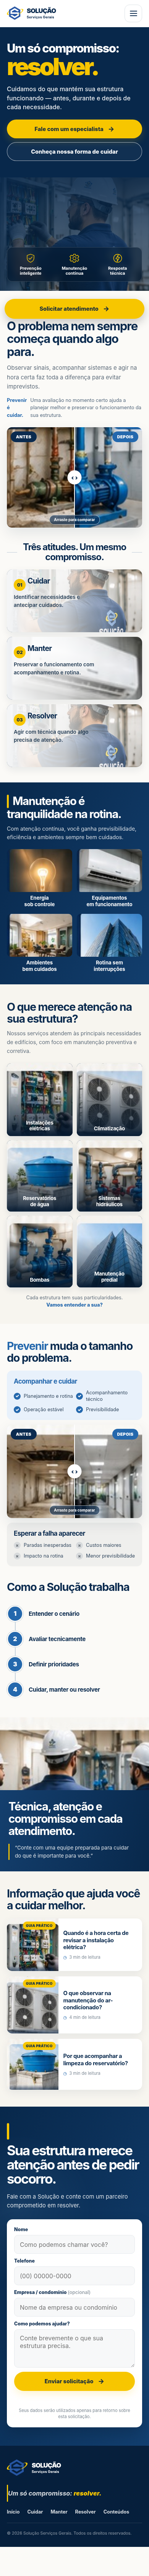 SOLUÇÃO
Serviços Gerais
Um só compromisso:
resolver.
Cuidamos do que mantém sua estrutura
funcionando — antes, durante e depois de
cada necessidade.
Fale com um especialista →
Conheça nossa forma de cuidar
Prevenção
inteligente
Manutenção
contínua
Resposta
técnica
Solicitar atendimento →
O problema nem sempre
começa quando algo
para.
Observar sinais, acompanhar sistemas e agir na
hora certa faz toda a diferença para evitar
imprevistos.
Prevenir
é
cuidar.
Uma avaliação no momento certo ajuda a
planejar melhor e preservar o funcionamento da
sua estrutura.
ANTES
DEPOIS
Arraste para comparar
Três atitudes. Um mesmo
compromisso.
01 Cuidar
Identificar necessidades e
antecipar cuidados.
02 Manter
Preservar o funcionamento com
acompanhamento e rotina.
03 Resolver
Agir com técnica quando algo
precisa de atenção.
Manutenção é
tranquilidade na rotina.
Com atenção contínua, você ganha previsibilidade,
eficiência e ambientes sempre bem cuidados.
Energia
sob controle
Equipamentos
em funcionamento
Ambientes
bem cuidados
Rotina sem
interrupções
O que merece atenção na
sua estrutura?
Nossos serviços atendem às principais necessidades
de edifícios, com foco em manutenção preventiva e
corretiva.
Instalações
elétricas
Climatização
Reservatórios
de água
Sistemas
hidráulicos
Bombas
Manutenção
predial
Cada estrutura tem suas particularidades.
Vamos entender a sua?
Prevenir muda o tamanho
do problema.
Acompanhar e cuidar
Planejamento e rotina
Acompanhamento
técnico
Operação estável
Previsibilidade
ANTES
DEPOIS
Arraste para comparar
Esperar a falha aparecer
Paradas inesperadas
Custos maiores
Impacto na rotina
Menor previsibilidade
Como a Solução trabalha
1 Entender o cenário
2 Avaliar tecnicamente
3 Definir prioridades
4 Cuidar, manter ou resolver
Técnica, atenção e
compromisso em cada
atendimento.
"Conte com uma equipe preparada para cuidar
do que é importante para você."
Informação que ajuda você
a cuidar melhor.
GUIA PRÁTICO
Quando é a hora certa de
revisar a instalação
elétrica?
3 min de leitura
GUIA PRÁTICO
O que observar na
manutenção do ar-
condicionado?
4 min de leitura
GUIA PRÁTICO
Por que acompanhar a
limpeza do reservatório?
3 min de leitura
Sua estrutura merece
atenção antes de pedir
socorro.
Fale com a Solução e conte com um parceiro
comprometido em resolver.
Nome
Como podemos chamar você?
Telefone
(00) 00000-0000
Empresa / condomínio (opcional)
Nome da empresa ou condomínio
Como podemos ajudar?
Conte brevemente o que sua
estrutura precisa.
Enviar solicitação →
Seus dados serão utilizados apenas para retorno sobre
esta solicitação.
SOLUÇÃO
Serviços Gerais
Um só compromisso: resolver.
Início Cuidar Manter Resolver Conteúdos
© 2026 Solução Serviços Gerais. Todos os direitos reservados.